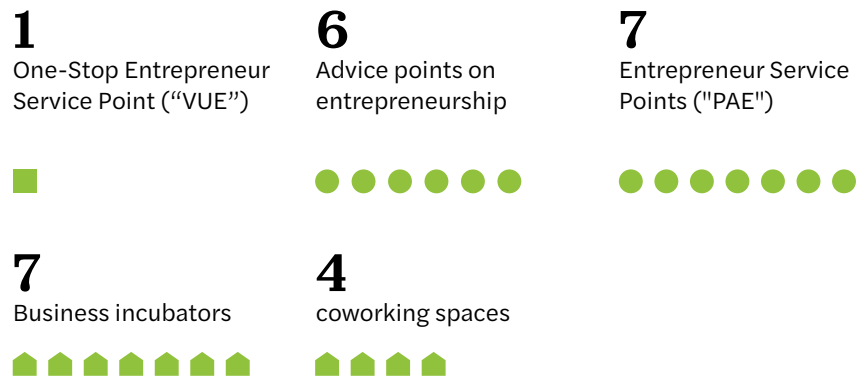 1
One-Stop Entrepreneur
Service Point (“VUE”)
6
Advice points on
entrepreneurship
7
Entrepreneur Service
Points ("PAE")
7
Business incubators
4
coworking spaces